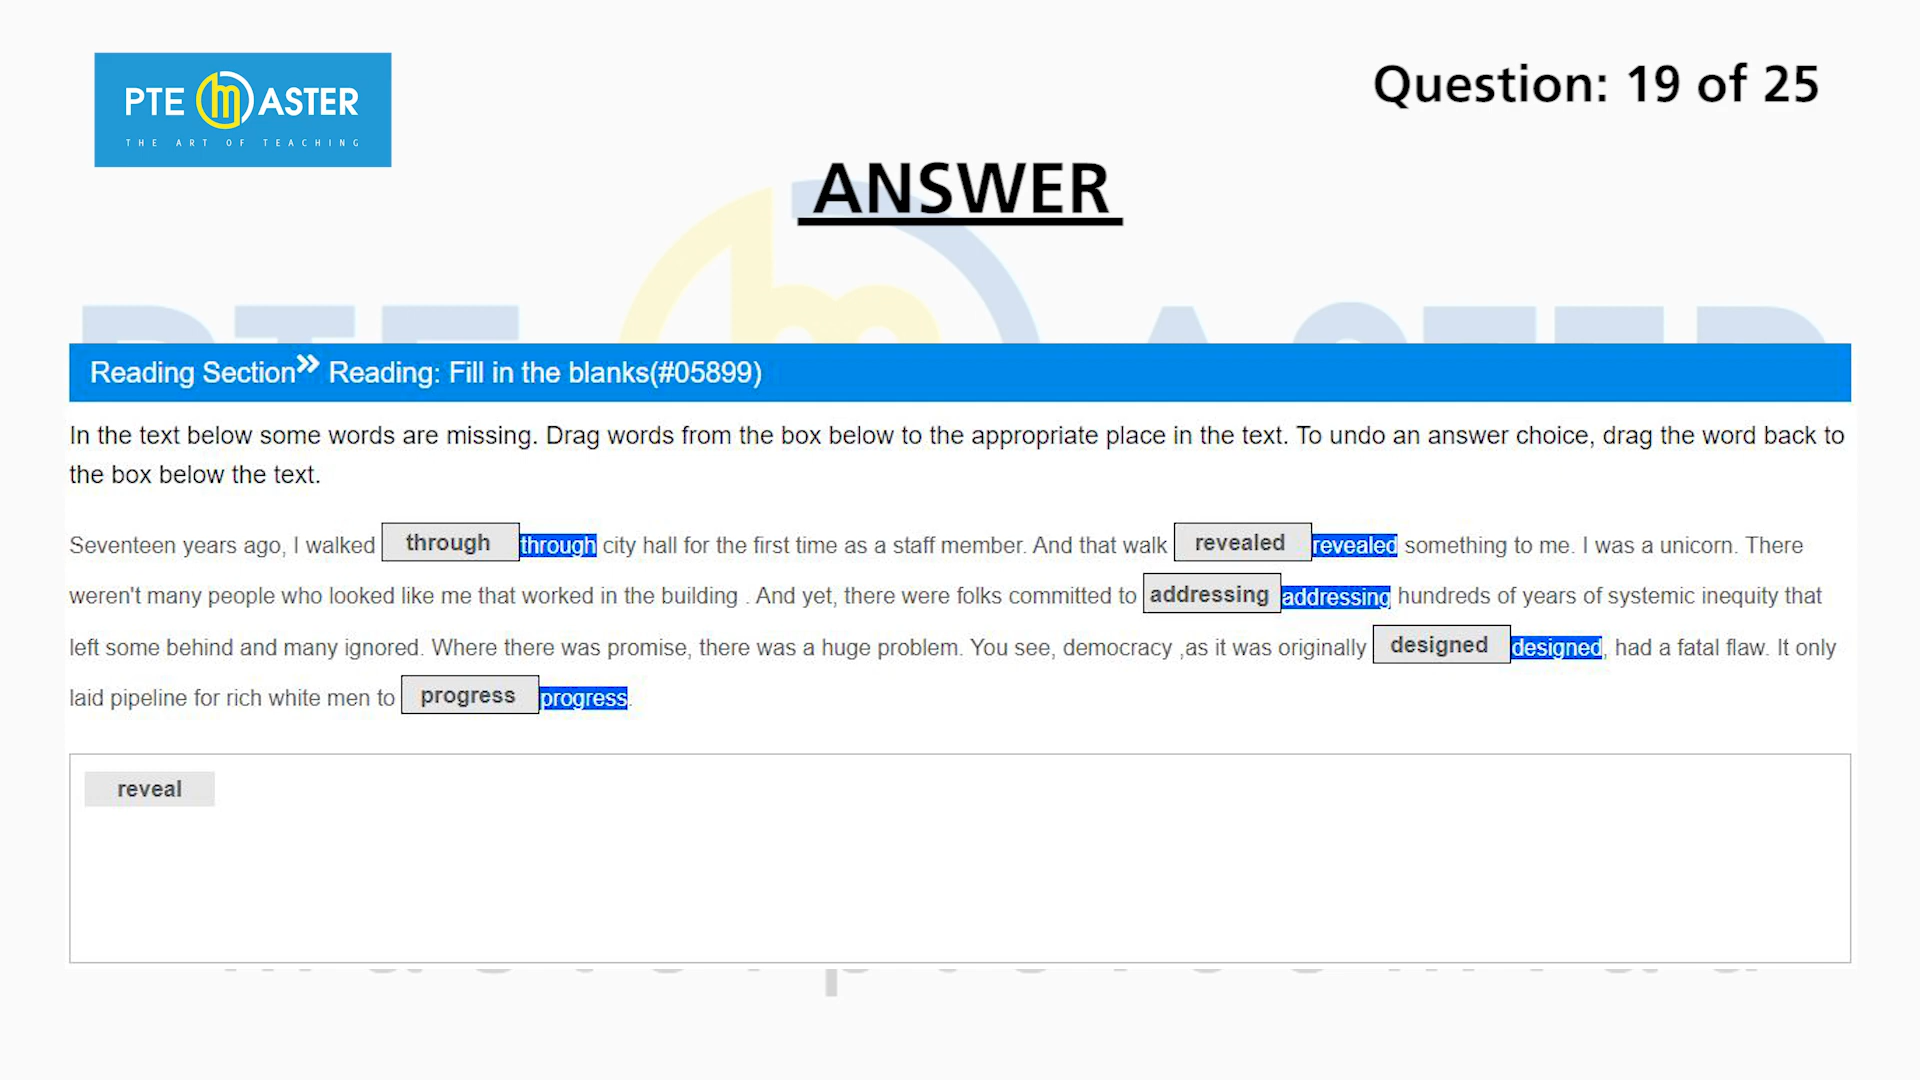 PTE MASTER
THE ART OF TEACHING
Question: 19 of 25
ANSWER
Reading Section» Reading: Fill in the blanks(#05899)
In the text below some words are missing. Drag words from the box below to the appropriate place in the text. To undo an answer choice, drag the word back to
the box below the text.
Seventeen years ago, I walked through through city hall for the first time as a staff member. And that walk revealed revealed something to me. I was a unicorn. There
weren't many people who looked like me that worked in the building . And yet, there were folks committed to addressing addressing hundreds of years of systemic inequity that
left some behind and many ignored. Where there was promise, there was a huge problem. You see, democracy ,as it was originally designed designed, had a fatal flaw. It only
laid pipeline for rich white men to progress progress.
reveal